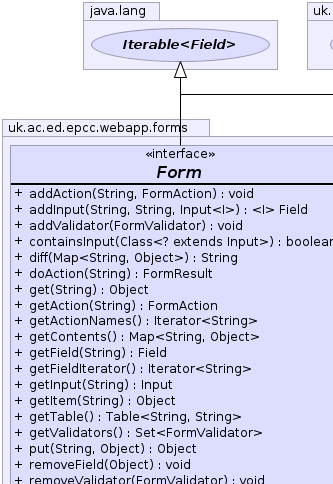 java.lang
uk.
Iterable<Field>
uk.ac.ed.epcc.webapp.forms
«interface»
Form
+ addAction(String, FormAction) : void
+ addInput(String, String, Input<I>) : <I> Field
+ addValidator(FormValidator) : void
+ containsInput(Class<? extends Input>) : boolean
+ diff(Map<String, Object>) : String
+ doAction(String) : FormResult
+ get(String) : Object
+ getAction(String) : FormAction
+ getActionNames() : Iterator<String>
+ getContents() : Map<String, Object>
+ getField(String) : Field
+ getFieldIterator() : Iterator<String>
+ getInput(String) : Input
+ getItem(String) : Object
+ getTable() : Table<String, String>
+ getValidators() : Set<FormValidator>
+ put(String, Object) : Object
+ removeField(Object) : void
+ removeValidator(FormValidator) : void